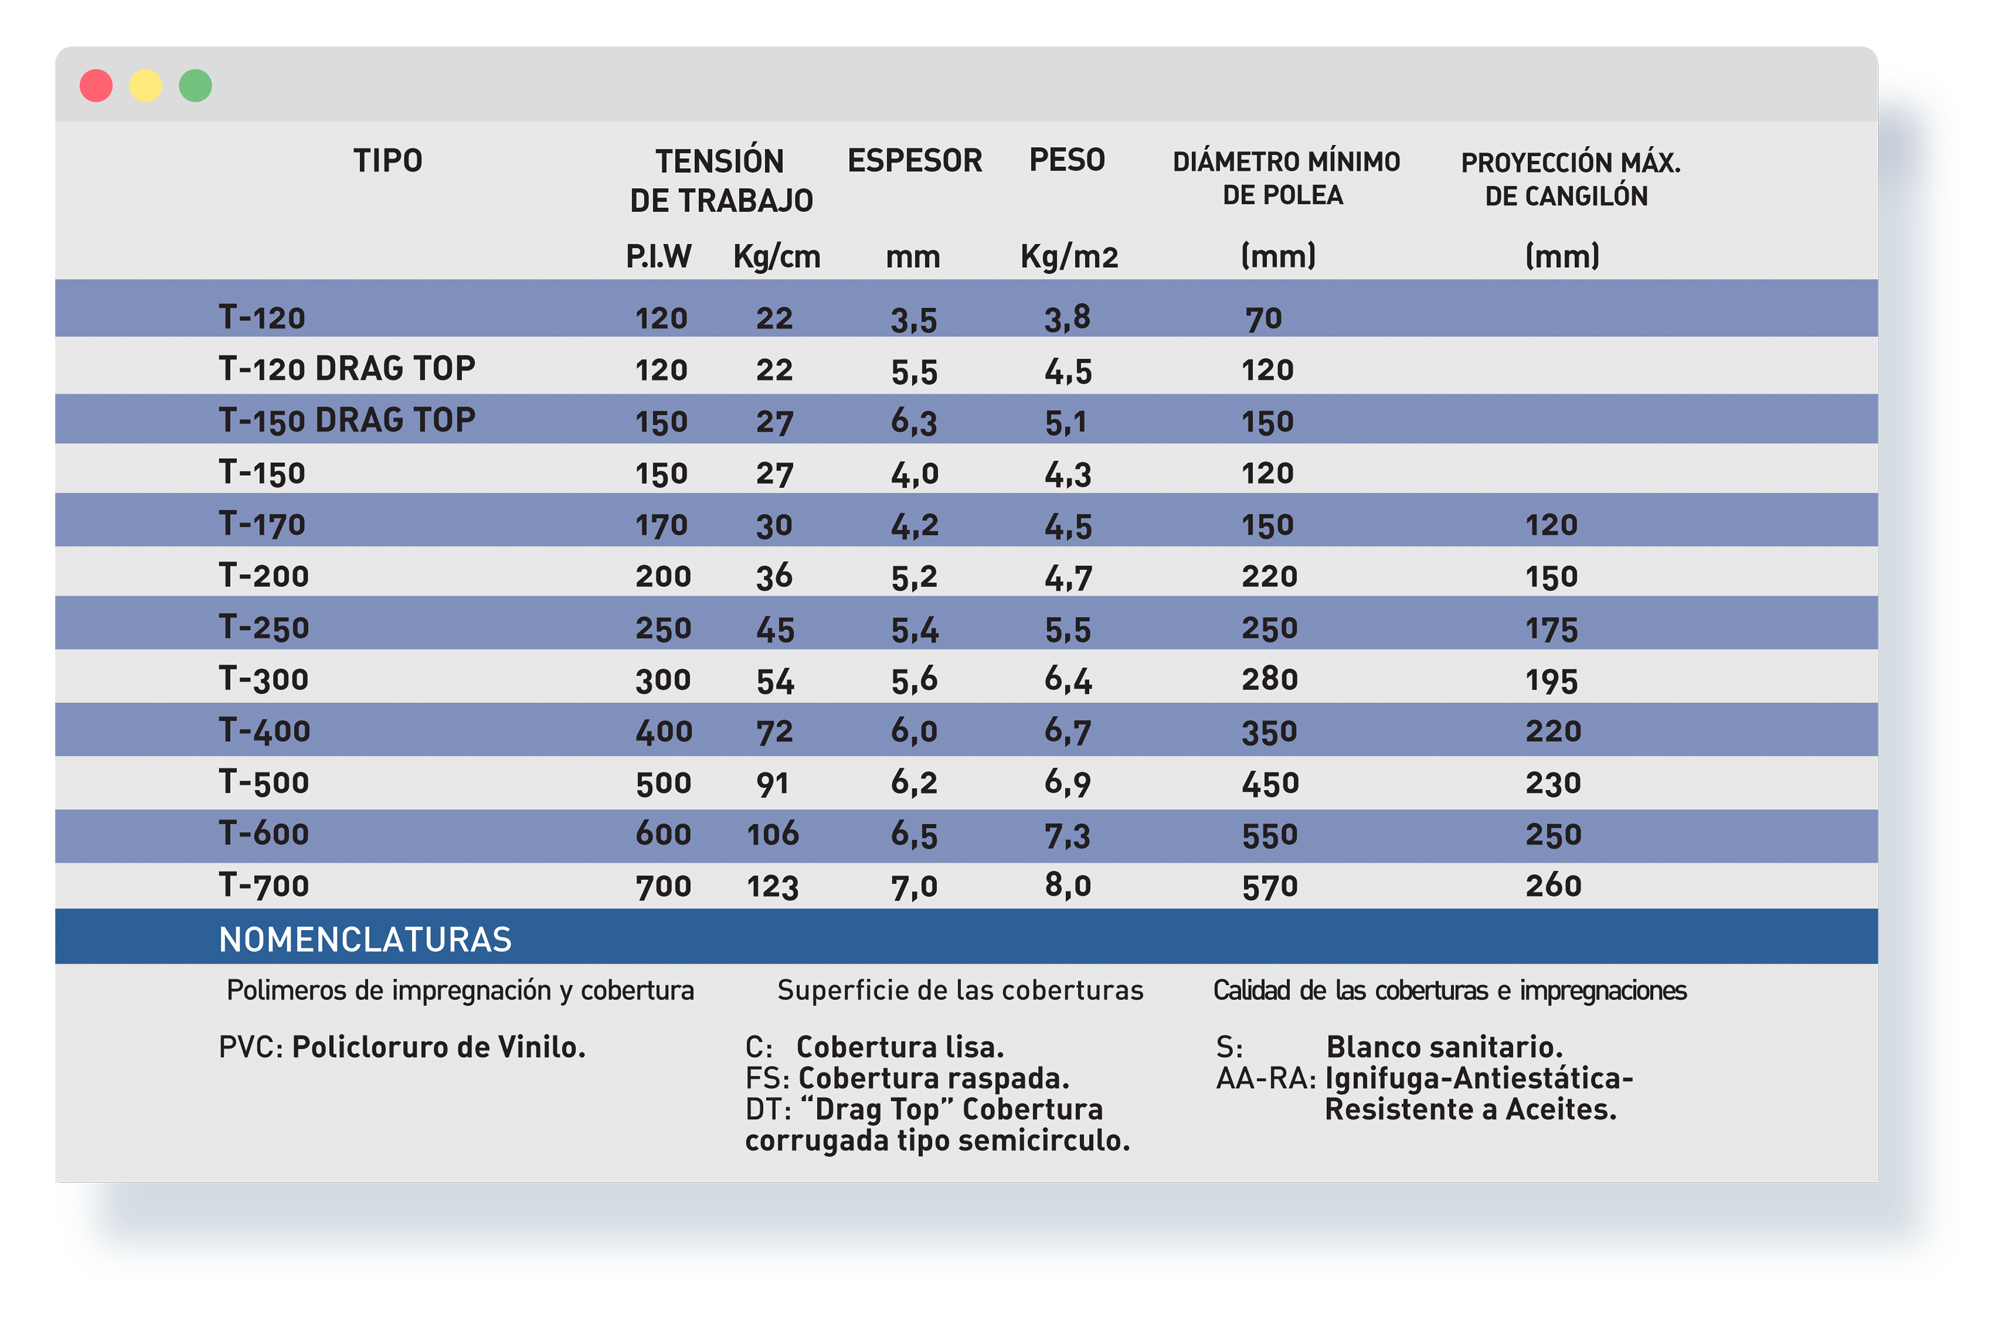 TIPO TENSIÓN ESPESOR PESO DIÁMETRO MÍNIMO PROYECCIÓN MÁX.
DE TRABAJO DE POLEA DE CANGILÓN
P.I.W Kg/cm mm Kg/m2 (mm) (mm)
T-120 120 22 3,5 3,8 70
T-120 DRAG TOP 120 22 5,5 4,5 120
T-150 DRAG TOP 150 27 6,3 5,1 150
T-150 150 27 4,0 4,3 120
T-170 170 30 4,2 4,5 150 120
T-200 200 36 5,2 4,7 220 150
T-250 250 45 5,4 5,5 250 175
T-300 300 54 5,6 6,4 280 195
T-400 400 72 6,0 6,7 350 220
T-500 500 91 6,2 6,9 450 230
T-600 600 106 6,5 7,3 550 250
T-700 700 123 7,0 8,0 570 260
NOMENCLATURAS
Polimeros de impregnación y cobertura
PVC: Policloruro de Vinilo.
Superficie de las coberturas
C: Cobertura lisa.
FS: Cobertura raspada.
DT: “Drag Top” Cobertura
corrugada tipo semicirculo.
Calidad de las coberturas e impregnaciones
S: Blanco sanitario.
AA-RA: Ignifuga-Antiestática-
Resistente a Aceites.